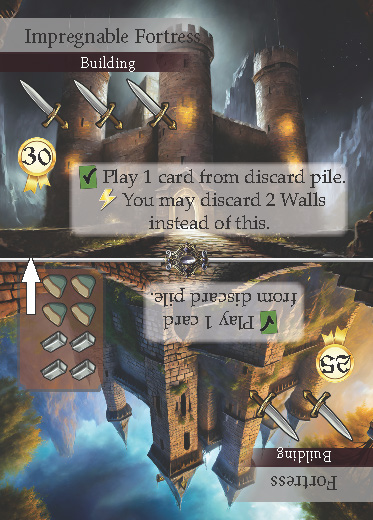 Impregnable Fortress
Building
30
Play 1 card from discard pile.
You may discard 2 Walls
instead of this.
Fortress
Building
25
Play 1 card
from discard pile.